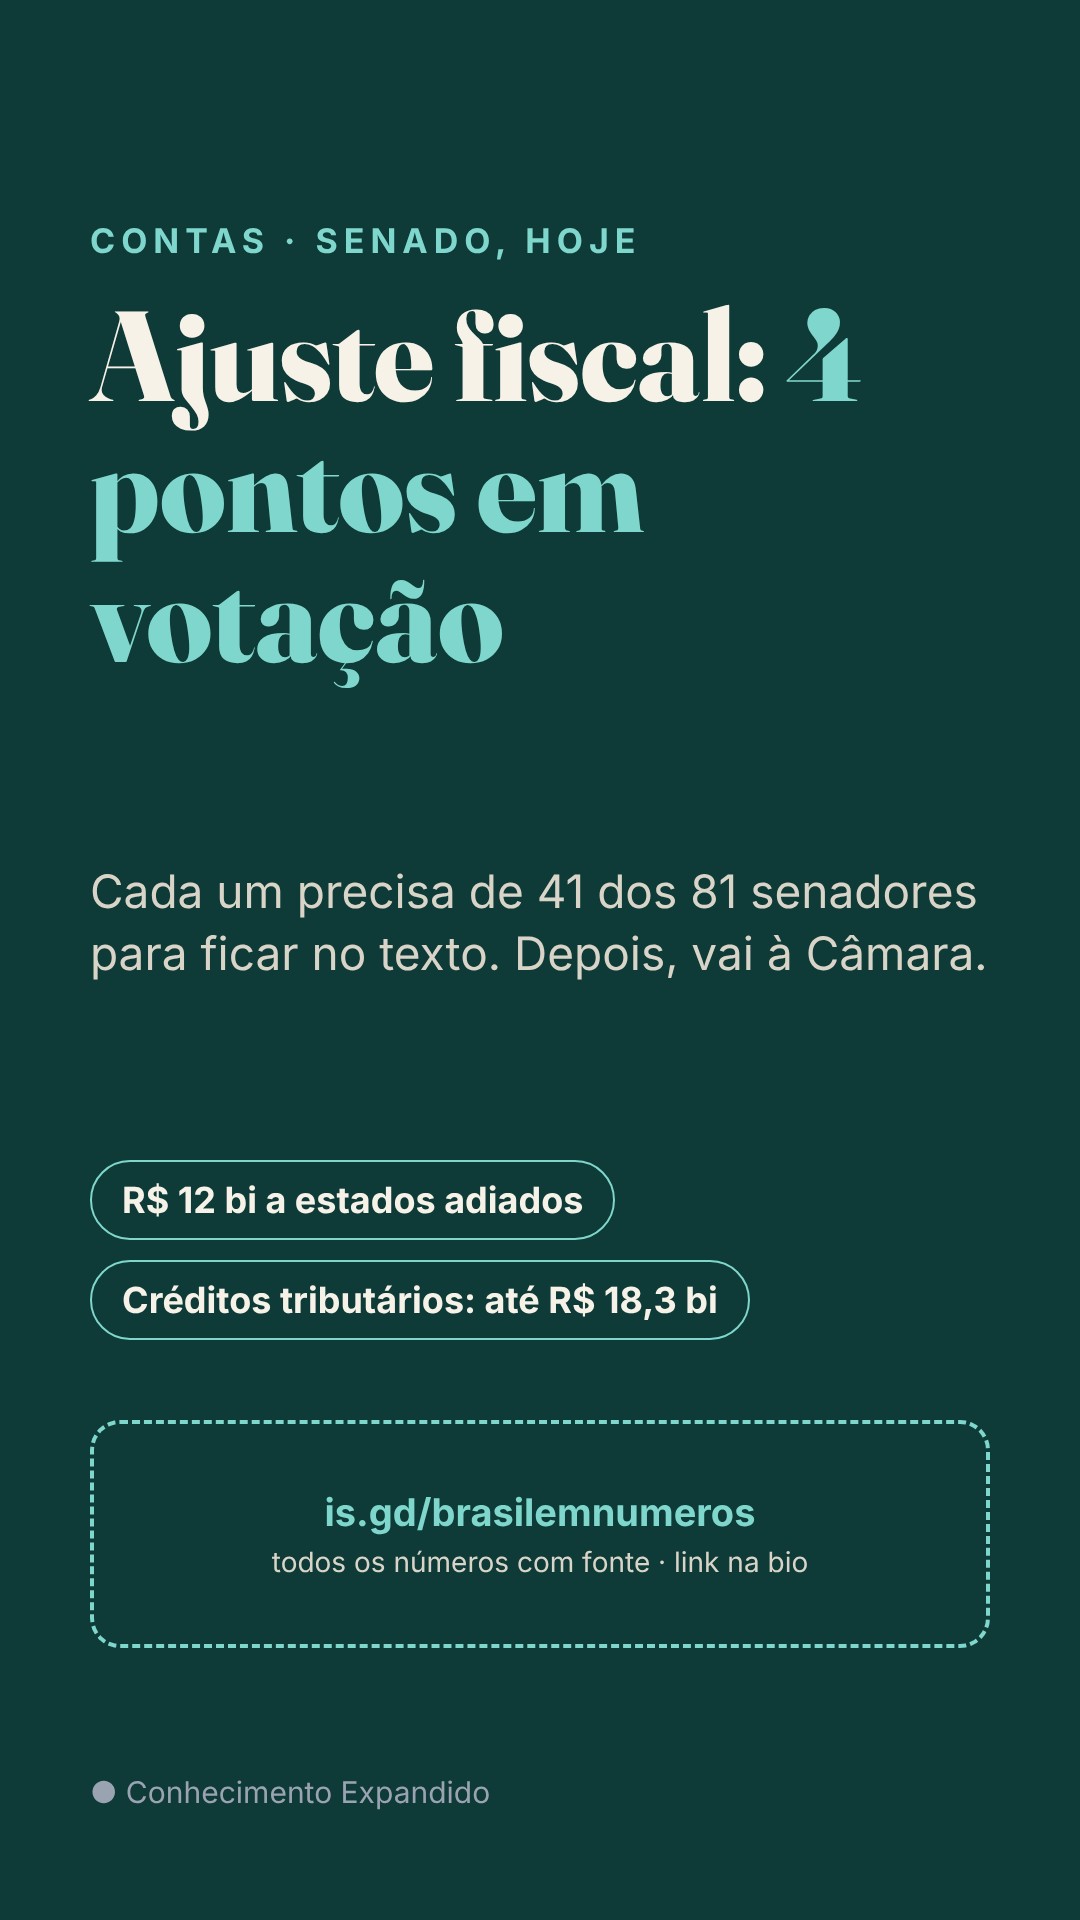 CONTAS · SENADO, HOJE
Ajuste fiscal: 4
pontos em
votação
Cada um precisa de 41 dos 81 senadores
para ficar no texto. Depois, vai à Câmara.
R$ 12 bi a estados adiados
Créditos tributários: até R$ 18,3 bi
is.gd/brasilemnumeros
todos os números com fonte · link na bio
Conhecimento Expandido